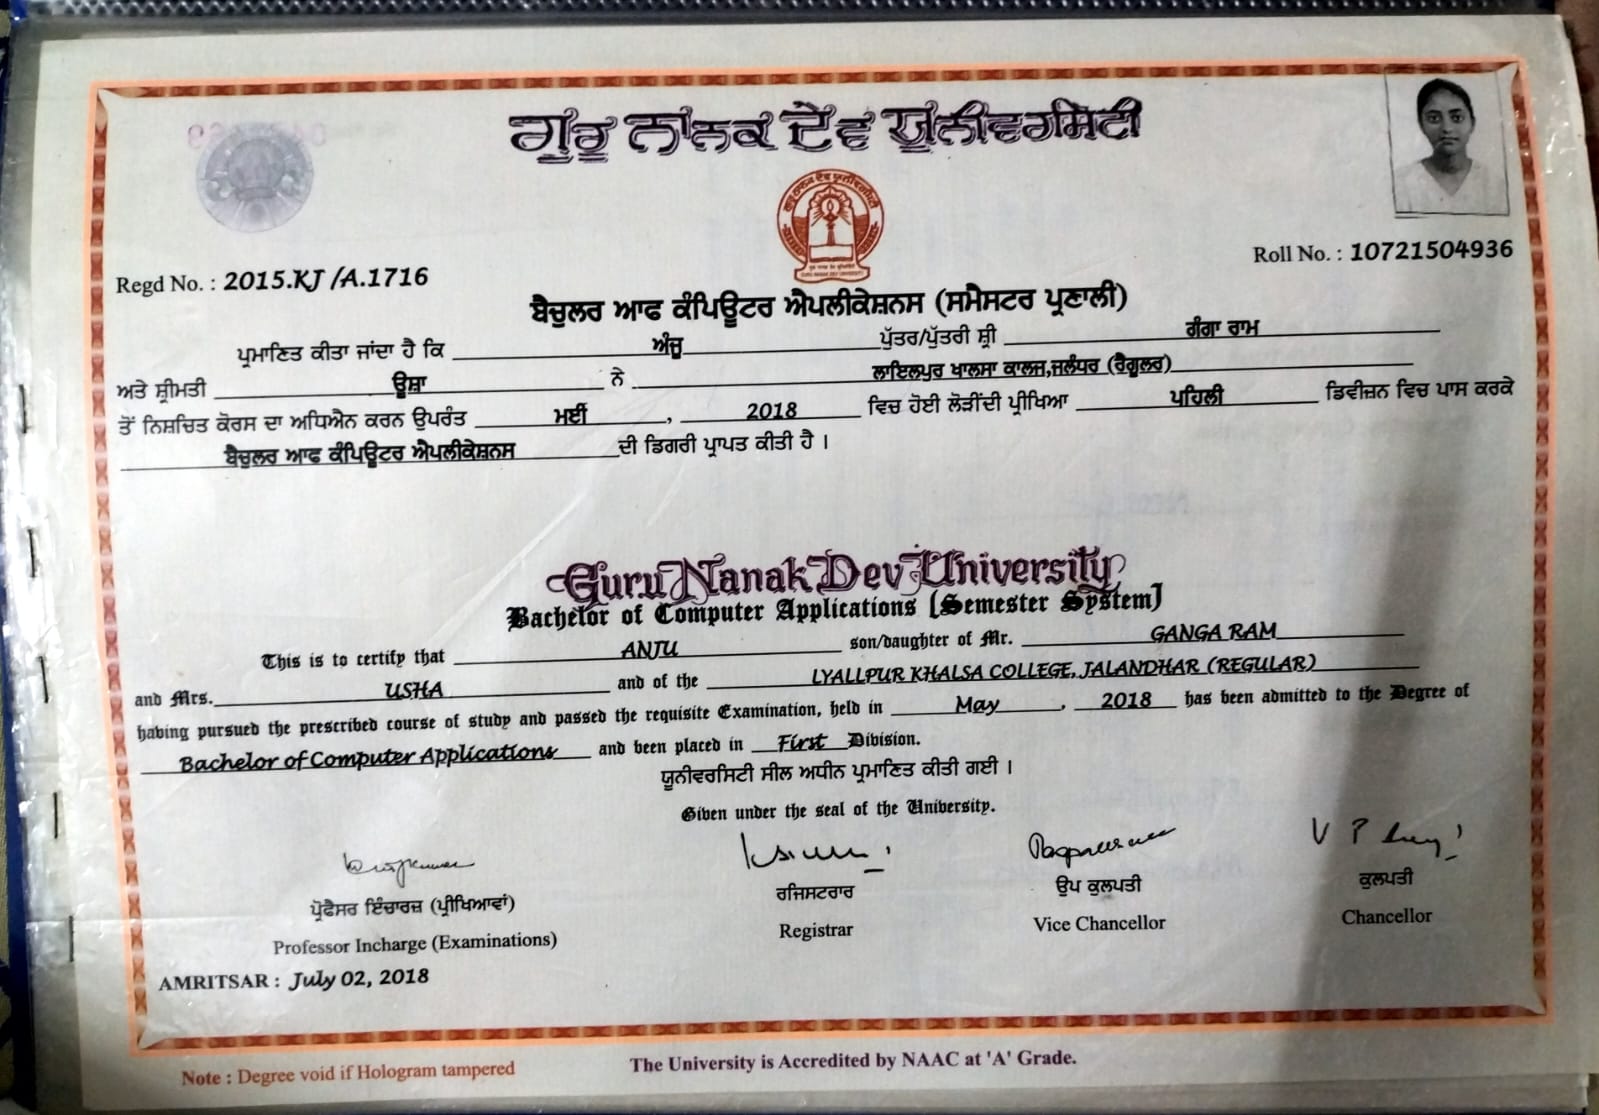 ਗੁਰੂ ਨਾਨਕ ਦੇਵ ਯੂਨੀਵਰਸਿਟੀ
Regd No. : 2015.KJ /A.1716
Roll No. : 10721504936
ਬੈਚੁਲਰ ਆਫ ਕੰਪਿਊਟਰ ਐਪਲੀਕੇਸ਼ਨਸ (ਸਮੈਸਟਰ ਪ੍ਰਣਾਲੀ)
ਪ੍ਰਮਾਣਿਤ ਕੀਤਾ ਜਾਂਦਾ ਹੈ ਕਿ ਅੰਜੂ ਪੁੱਤਰ/ਪੁੱਤਰੀ ਸ਼੍ਰੀ ਗੰਗਾ ਰਾਮ
ਅਤੇ ਸ਼੍ਰੀਮਤੀ ਊਸ਼ਾ ਨੇ ਲਾਇਲਪੁਰ ਖਾਲਸਾ ਕਾਲਜ,ਜਲੰਧਰ (ਰੈਗੂਲਰ)
ਤੋਂ ਨਿਸ਼ਚਿਤ ਕੋਰਸ ਦਾ ਅਧਿਐਨ ਕਰਨ ਉਪਰੰਤ ਮਈ , 2018 ਵਿਚ ਹੋਈ ਲੋੜੀਂਦੀ ਪ੍ਰੀਖਿਆ ਪਹਿਲੀ ਡਿਵੀਜ਼ਨ ਵਿਚ ਪਾਸ ਕਰਕੇ
ਬੈਚੁਲਰ ਆਫ ਕੰਪਿਊਟਰ ਐਪਲੀਕੇਸ਼ਨਸ ਦੀ ਡਿਗਰੀ ਪ੍ਰਾਪਤ ਕੀਤੀ ਹੈ ।
Guru Nanak Dev University
Bachelor of Computer Applications (Semester System)
This is to certify that ANJU son/daughter of Mr. GANGA RAM
and Mrs. USHA and of the LYALLPUR KHALSA COLLEGE, JALANDHAR (REGULAR)
having pursued the prescribed course of study and passed the requisite Examination, held in May , 2018 has been admitted to the Degree of
Bachelor of Computer Applications and been placed in First Division.
ਯੂਨੀਵਰਸਿਟੀ ਸੀਲ ਅਧੀਨ ਪ੍ਰਮਾਣਿਤ ਕੀਤੀ ਗਈ ।
Given under the seal of the University.
ਪ੍ਰੋਫੈਸਰ ਇੰਚਾਰਜ਼ (ਪ੍ਰੀਖਿਆਵਾਂ) ਰਜਿਸਟਰਾਰ ਉਪ ਕੁਲਪਤੀ ਕੁਲਪਤੀ
Professor Incharge (Examinations) Registrar Vice Chancellor Chancellor
AMRITSAR : July 02, 2018
Note : Degree void if Hologram tampered
The University is Accredited by NAAC at 'A' Grade.